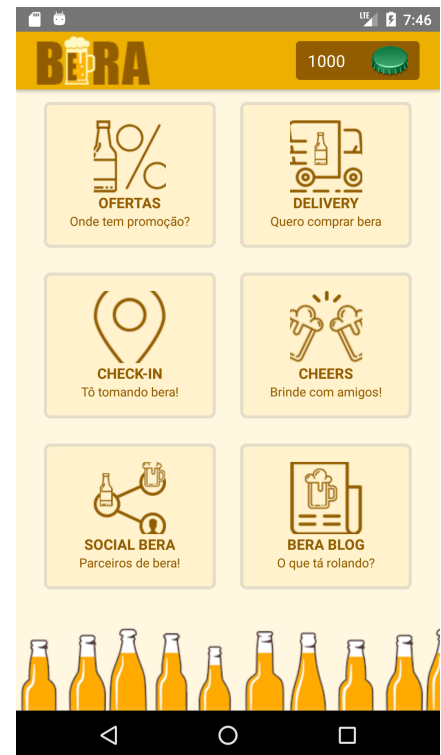 LTE 7:46
BERA 1000
OFERTAS
Onde tem promoção?
DELIVERY
Quero comprar bera
CHECK-IN
Tô tomando bera!
CHEERS
Brinde com amigos!
SOCIAL BERA
Parceiros de bera!
BERA BLOG
O que tá rolando?